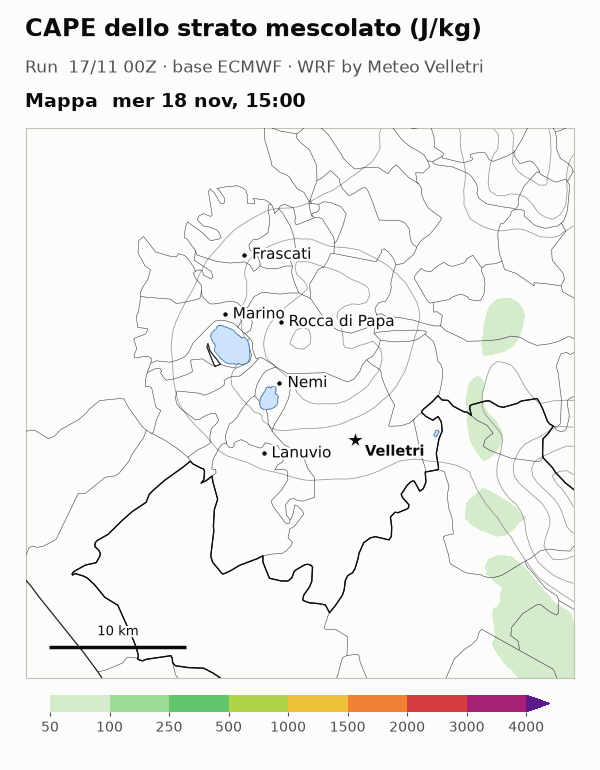 CAPE dello strato mescolato (J/kg)
Run  17/11 00Z · base ECMWF · WRF by Meteo Velletri
Mappa  mer 18 nov, 15:00
Frascati
Marino
Rocca di Papa
Nemi
Lanuvio
Velletri
10 km
50 100 250 500 1000 1500 2000 3000 4000